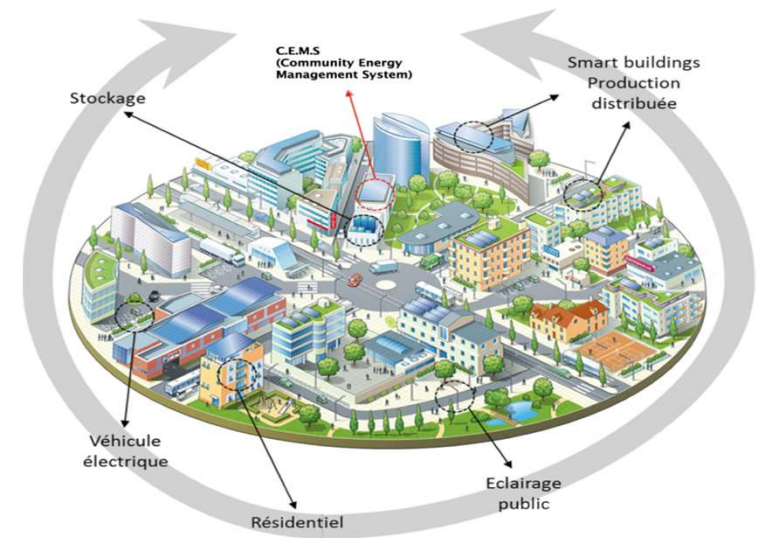 C.E.M.S
(Community Energy
Management System)
Smart buildings
Production
distribuée
Stockage
Véhicule
électrique
Eclairage
public
Résidentiel